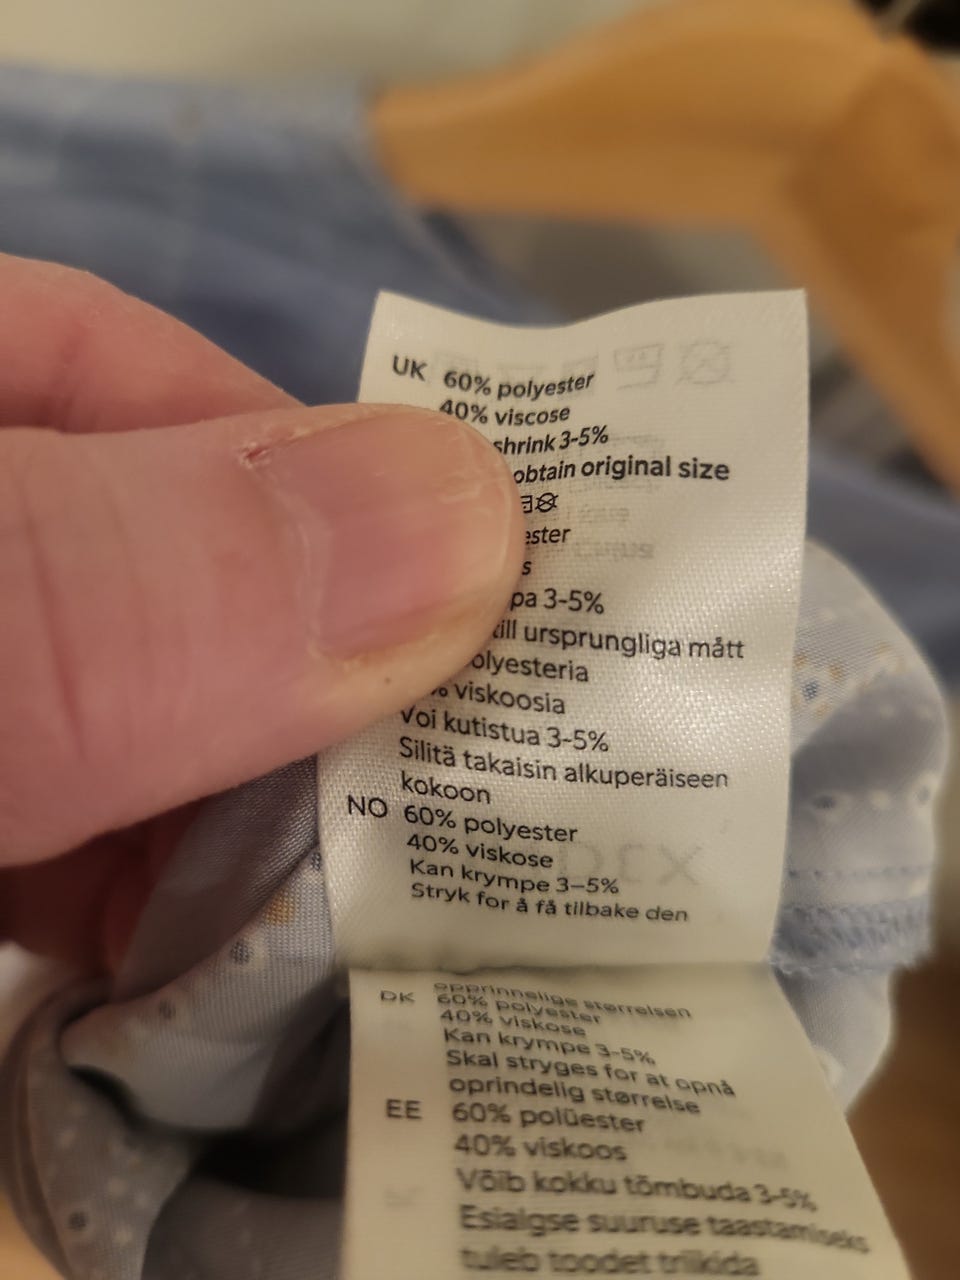 UK 60% polyester
40% viscose
shrink 3-5%
obtain original size
ester
s
pa 3-5%
till ursprungliga mått
olyesteria
% viskoosia
Voi kutistua 3-5%
Silitä takaisin alkuperäiseen
kokoon
NO 60% polyester
40% viskose
Kan krympe 3–5%
Stryk for å få tilbake den
opprinnelige størrelsen
DK 60% polyester
40% viskose
Kan krympe 3-5%
Skal stryges for at opnå
oprindelig størrelse
EE 60% polüester
40% viskoos
Võib kokku tõmbuda 3-5%
Esialgse suuruse taastamiseks
tuleb toodet triikida